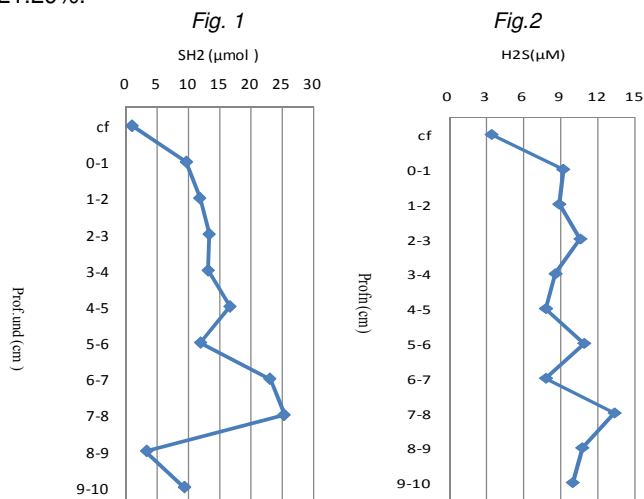 21.29%.
Fig. 1
SH2 (µmol )
0 5 10 15 20 25 30
cf
0-1
1-2
2-3
3-4
4-5
5-6
6-7
7-8
8-9
9-10
Prof.und (cm )
Fig.2
H2S(µM)
0 3 6 9 12 15
cf
0-1
1-2
2-3
3-4
4-5
5-6
6-7
7-8
8-9
9-10
Profn (cm)